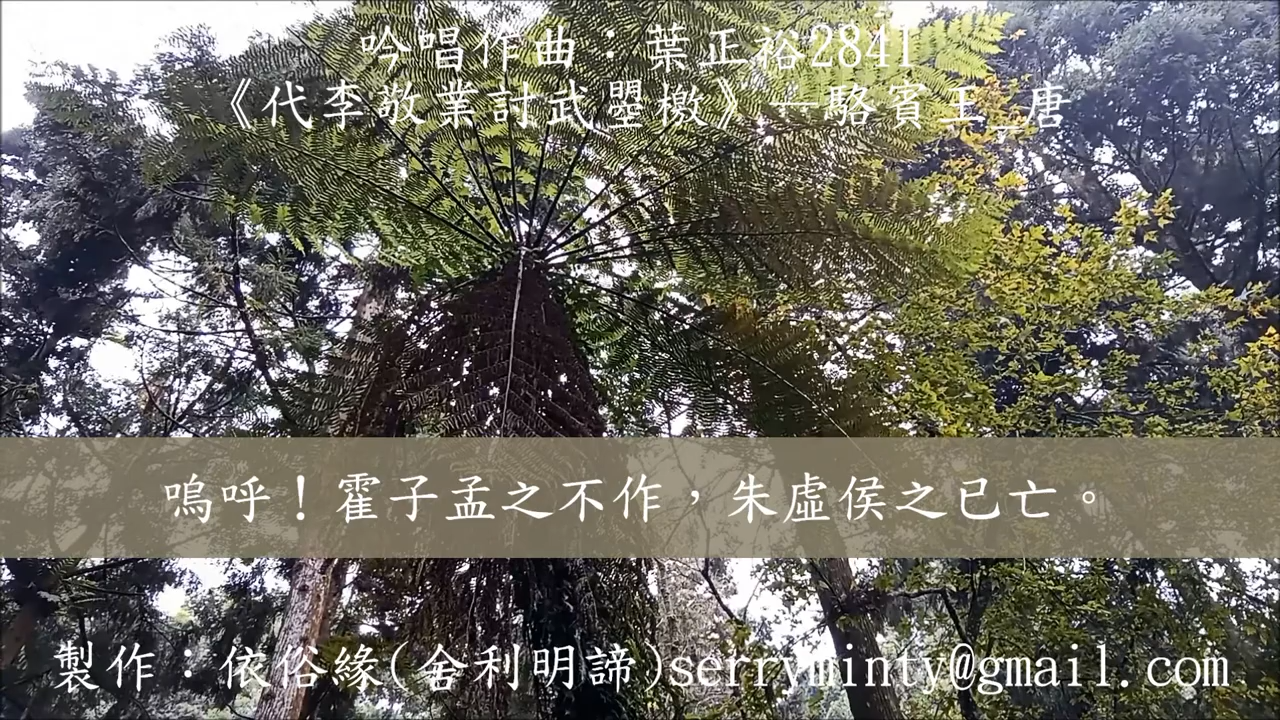 吟唱作曲：葉正裕2841
《代李敬業討武曌檄》—駱賓王_唐
嗚呼！霍子孟之不作，朱虛侯之已亡。
製作：依俗緣(舍利明諦)serryminty@gmail.com